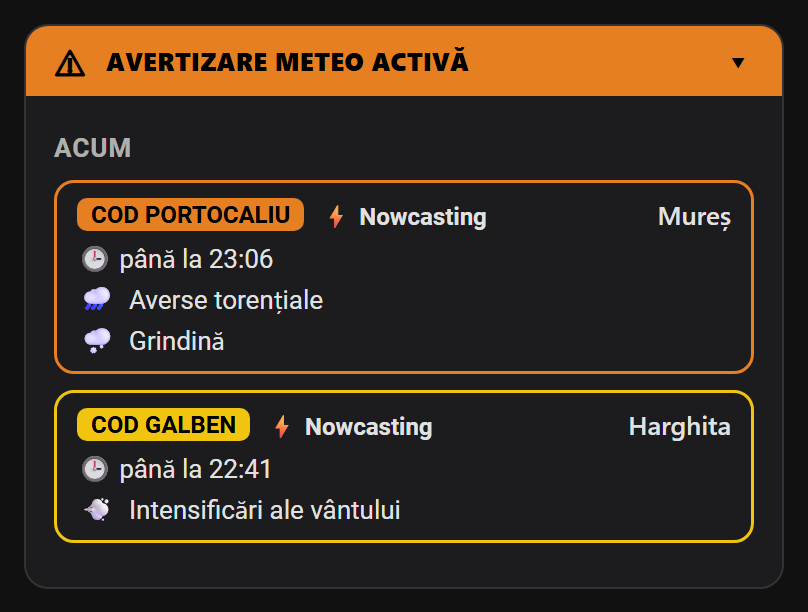 AVERTIZARE METEO ACTIVĂ
ACUM
COD PORTOCALIU Nowcasting Mureș
până la 23:06
Averse torențiale
Grindină
COD GALBEN Nowcasting Harghita
până la 22:41
Intensificări ale vântului